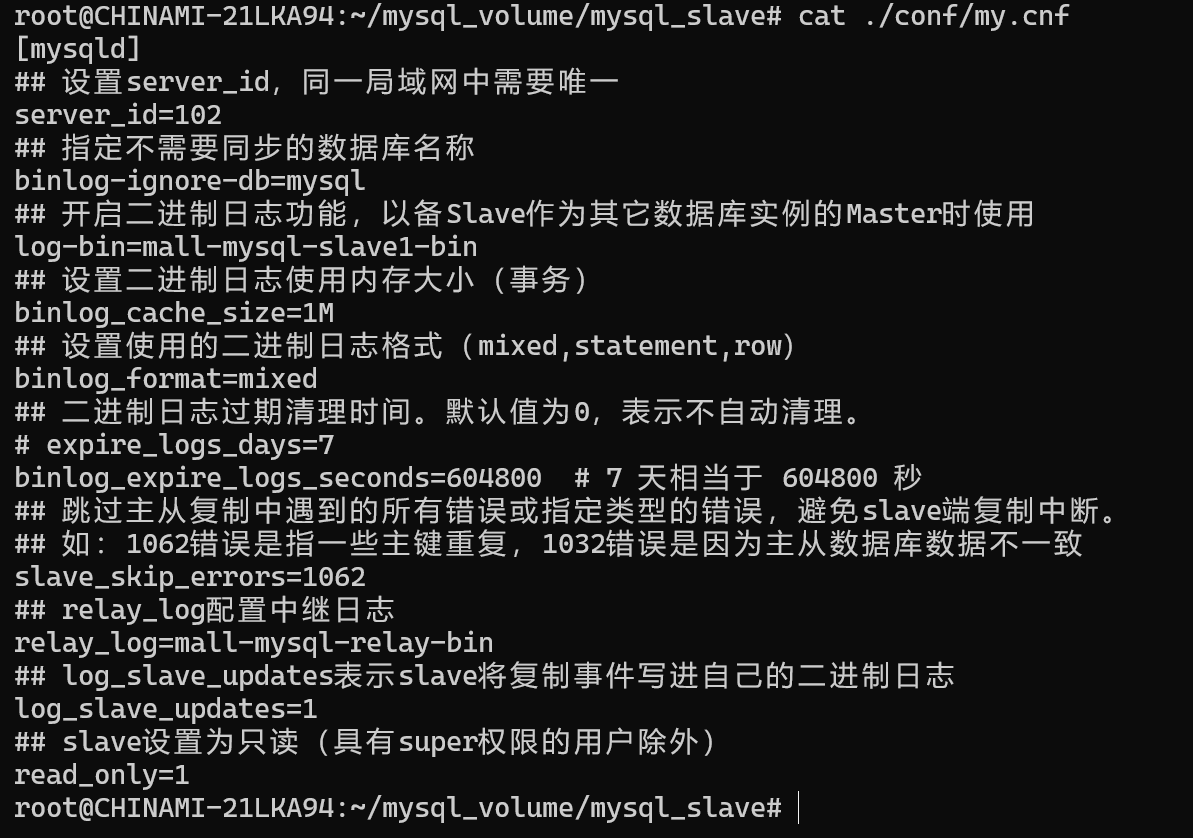 root@CHINAMI-21LKA94:~/mysql_volume/mysql_slave# cat ./conf/my.cnf
[mysqld]
## 设置server_id，同一局域网中需要唯一
server_id=102
## 指定不需要同步的数据库名称
binlog-ignore-db=mysql
## 开启二进制日志功能，以备Slave作为其它数据库实例的Master时使用
log-bin=mall-mysql-slave1-bin
## 设置二进制日志使用内存大小（事务）
binlog_cache_size=1M
## 设置使用的二进制日志格式（mixed,statement,row）
binlog_format=mixed
## 二进制日志过期清理时间。默认值为0，表示不自动清理。
# expire_logs_days=7
binlog_expire_logs_seconds=604800  # 7 天相当于 604800 秒
## 跳过主从复制中遇到的所有错误或指定类型的错误，避免slave端复制中断。
## 如：1062错误是指一些主键重复，1032错误是因为主从数据库数据不一致
slave_skip_errors=1062
## relay_log配置中继日志
relay_log=mall-mysql-relay-bin
## log_slave_updates表示slave将复制事件写进自己的二进制日志
log_slave_updates=1
## slave设置为只读（具有super权限的用户除外）
read_only=1
root@CHINAMI-21LKA94:~/mysql_volume/mysql_slave#